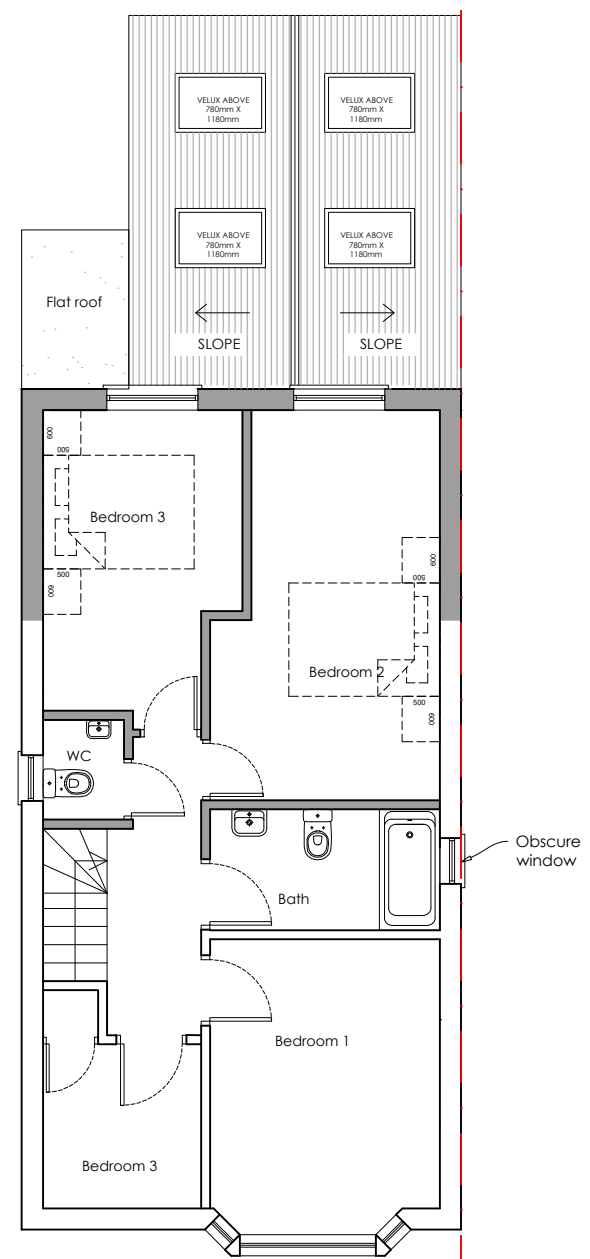 VELUX ABOVE
780mm X
1180mm
VELUX ABOVE
780mm X
1180mm
VELUX ABOVE
780mm X
1180mm
VELUX ABOVE
780mm X
1180mm
Flat roof
SLOPE
SLOPE
600
500
Bedroom 3
500
600
600
500
Bedroom 2
500
600
WC
Obscure
window
Bath
Bedroom 1
Bedroom 3